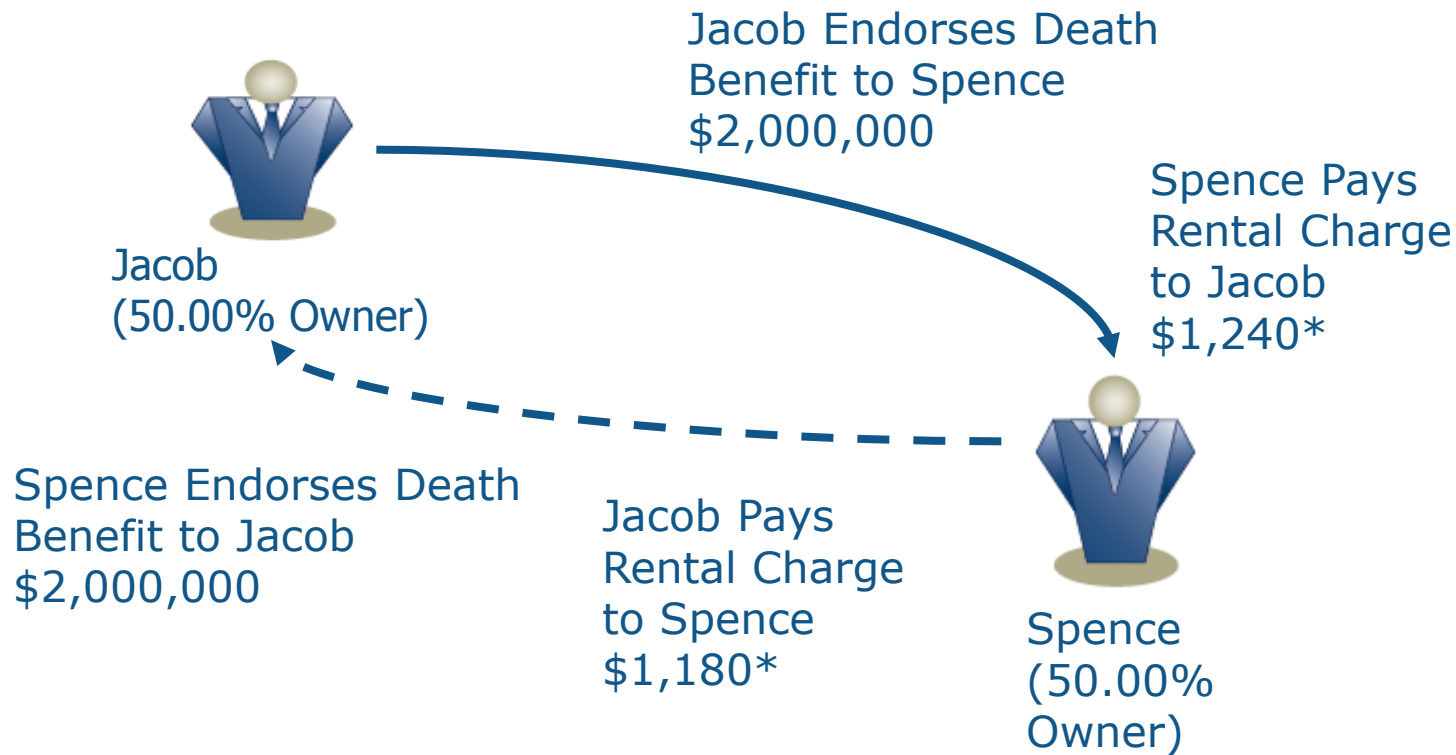 Jacob Endorses Death
Benefit to Spence
$2,000,000
Spence Pays
Rental Charge
to Jacob
$1,240*
Jacob
(50.00% Owner)
Spence Endorses Death
Benefit to Jacob
$2,000,000
Jacob Pays
Rental Charge
to Spence
$1,180*
Spence
(50.00%
Owner)